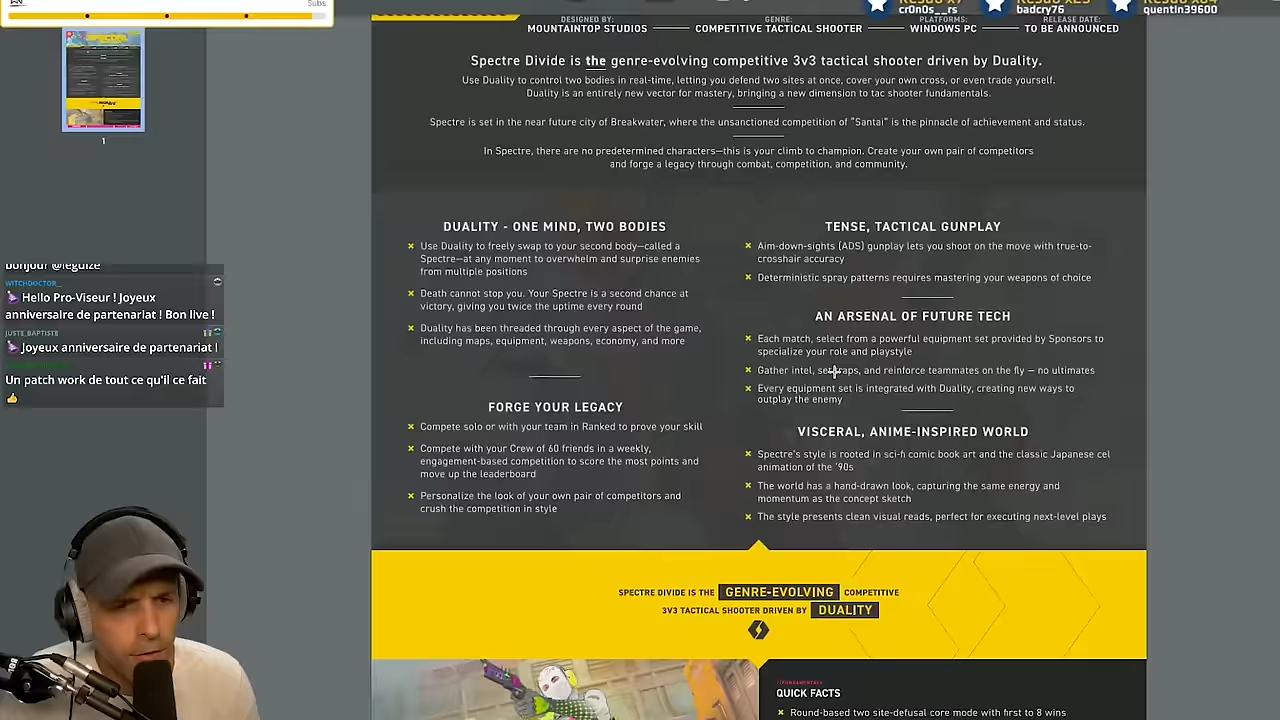 Subs
cr0n0s_rs
badcry76
quentin39600
DESIGNED BY:
MOUNTAINTOP STUDIOS
GENRE:
COMPETITIVE TACTICAL SHOOTER
PLATFORMS:
WINDOWS PC
RELEASE DATE:
TO BE ANNOUNCED
Spectre Divide is the genre-evolving competitive 3v3 tactical shooter driven by Duality.
Use Duality to control two bodies in real-time, letting you defend two sites at once, cover your own cross, or even trade yourself.
Duality is an entirely new vector for mastery, bringing a new dimension to tac shooter fundamentals.
Spectre is set in the near future city of Breakwater, where the unsanctioned competition of "Santai" is the pinnacle of achievement and status.
In Spectre, there are no predetermined characters—this is your climb to champion. Create your own pair of competitors
and forge a legacy through combat, competition, and community.
1
bonjour @leguize
WITCHDOCTOR_
Hello Pro-Viseur ! Joyeux
anniversaire de partenariat ! Bon live !
JUSTE_BAPTISTE
Joyeux anniversaire de partenariat !
Un patch work de tout ce qu'il ce fait
DUALITY - ONE MIND, TWO BODIES
Use Duality to freely swap to your second body—called a
Spectre—at any moment to overwhelm and surprise enemies
from multiple positions
Death cannot stop you. Your Spectre is a second chance at
victory, giving you twice the uptime every round
Duality has been threaded through every aspect of the game,
including maps, equipment, weapons, economy, and more
FORGE YOUR LEGACY
Compete solo or with your team in Ranked to prove your skill
Compete with your Crew of 60 friends in a weekly,
engagement-based competition to score the most points and
move up the leaderboard
Personalize the look of your own pair of competitors and
crush the competition in style
TENSE, TACTICAL GUNPLAY
Aim-down-sights (ADS) gunplay lets you shoot on the move with true-to-
crosshair accuracy
Deterministic spray patterns requires mastering your weapons of choice
AN ARSENAL OF FUTURE TECH
Each match, select from a powerful equipment set provided by Sponsors to
specialize your role and playstyle
Gather intel, set traps, and reinforce teammates on the fly — no ultimates
Every equipment set is integrated with Duality, creating new ways to
outplay the enemy
VISCERAL, ANIME-INSPIRED WORLD
Spectre's style is rooted in sci-fi comic book art and the classic Japanese cel
animation of the '90s
The world has a hand-drawn look, capturing the same energy and
momentum as the concept sketch
The style presents clean visual reads, perfect for executing next-level plays
SPECTRE DIVIDE IS THE GENRE-EVOLVING COMPETITIVE
3V3 TACTICAL SHOOTER DRIVEN BY DUALITY
QUICK FACTS
Round-based two site-defusal core mode with first to 8 wins